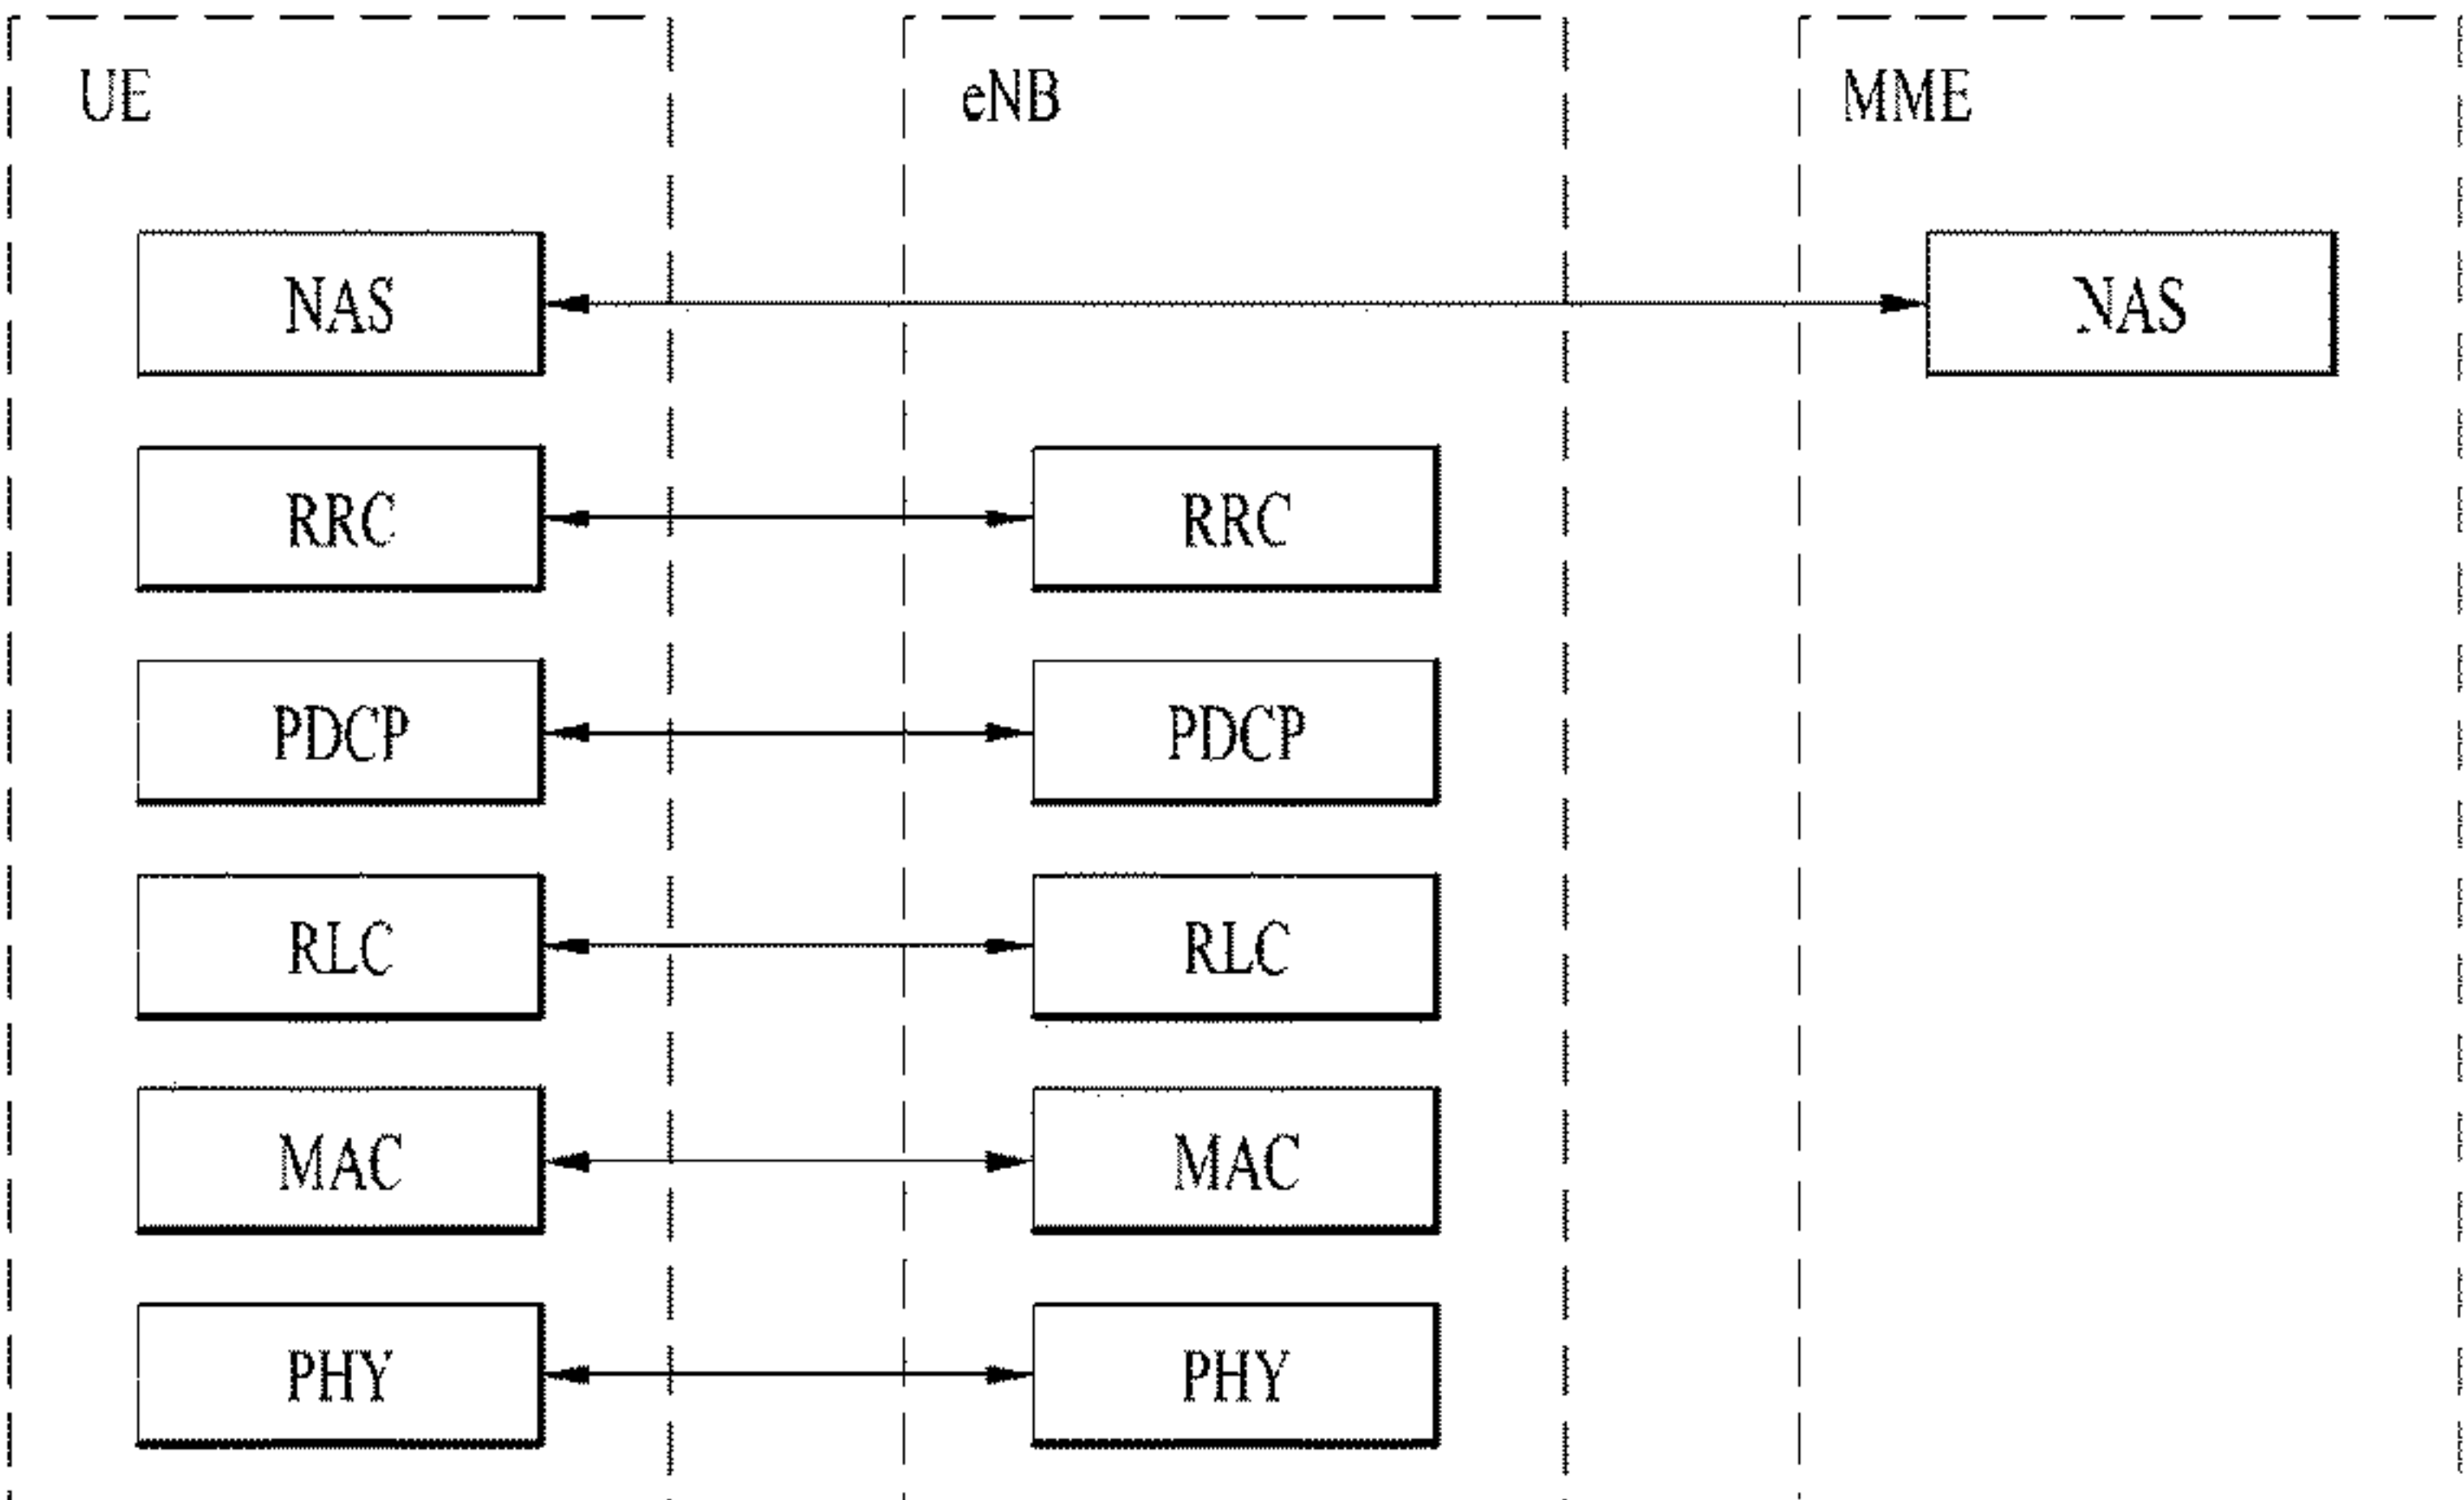 UE eNB MME
NAS NAS
RRC RRC
PDCP PDCP
RLC RLC
MAC MAC
PHY PHY